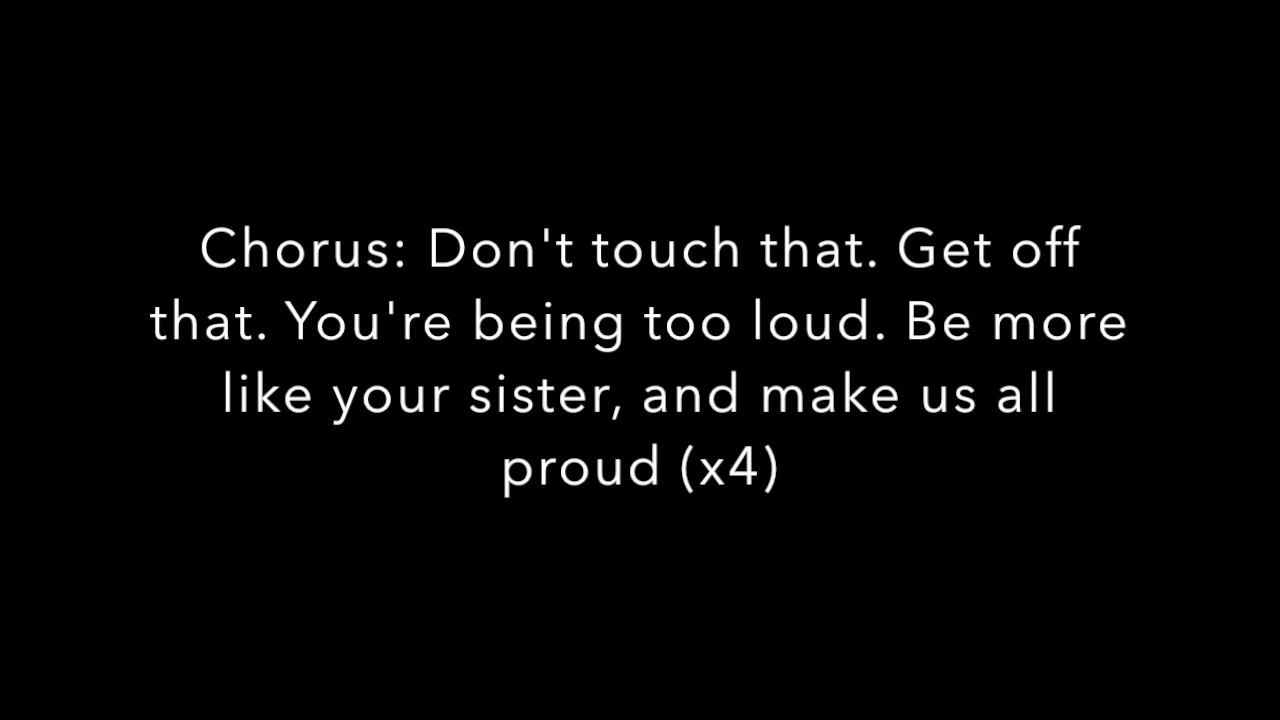 Chorus: Don't touch that. Get off
that. You're being too loud. Be more
like your sister, and make us all
proud (x4)